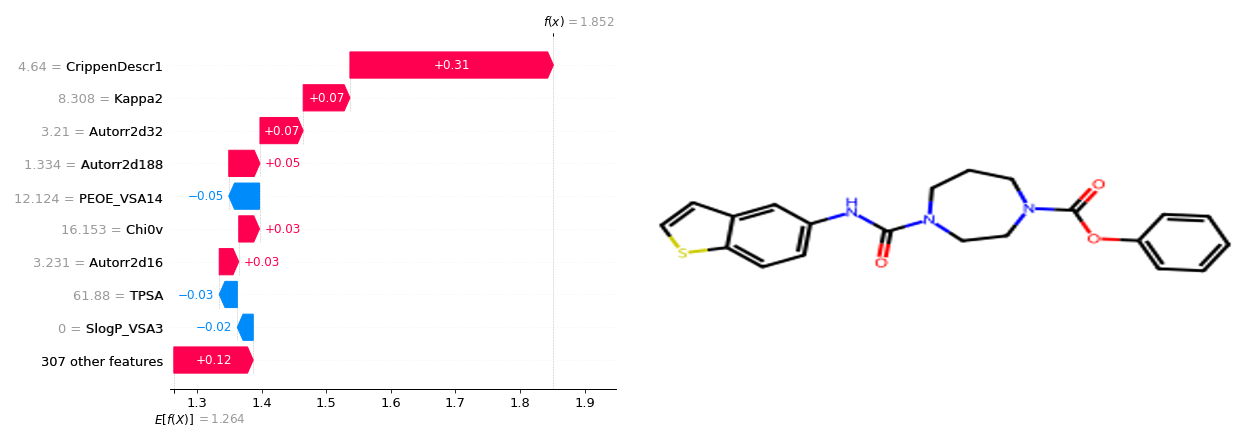 f(x) = 1.852
4.64 = CrippenDescr1
+0.31
8.308 = Kappa2
+0.07
3.21 = Autorr2d32
+0.07
1.334 = Autorr2d188
+0.05
12.124 = PEOE_VSA14
−0.05
16.153 = Chi0v
+0.03
3.231 = Autorr2d16
+0.03
61.88 = TPSA
−0.03
0 = SlogP_VSA3
−0.02
307 other features
+0.12
1.3 1.4 1.5 1.6 1.7 1.8 1.9
E[f(X)] = 1.264
H
N
O
N
N
O
O
S